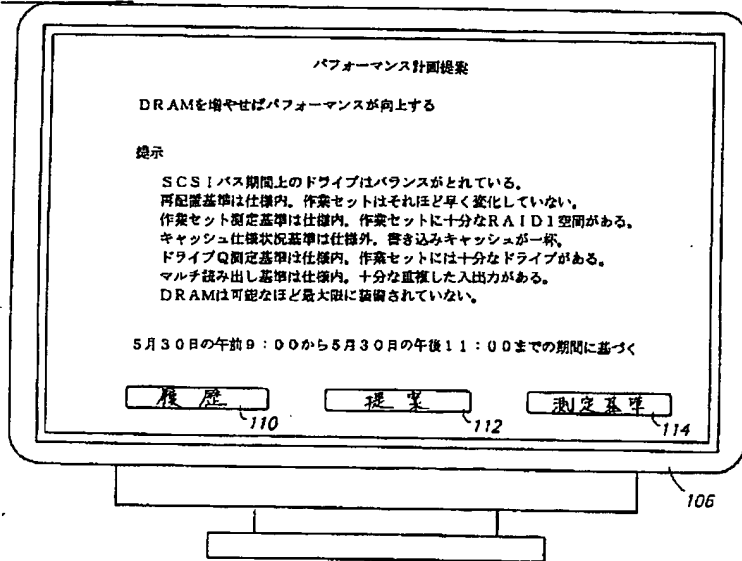 パフォーマンス計画提案
DRAMを増やせばパフォーマンスが向上する
提示
SCSIバス期間上のドライブはバランスがとれている。
再配置基準は仕様内。作業セットはそれほど早く変化していない。
作業セット測定基準は仕様内。作業セットに十分なRAID1空間がある。
キャッシュ仕様状況基準は仕様外。書き込みキャッシュが一杯。
ドライブQ測定基準は仕様内。作業セットには十分なドライブがある。
マルチ読み出し基準は仕様内。十分な重複した入出力がある。
DRAMは可能なほど最大限に装備されていない。
5月30日の午前9:00から5月30日の午後11:00までの期間に基づく
履歴 提案 測定基準
110 112 114
106